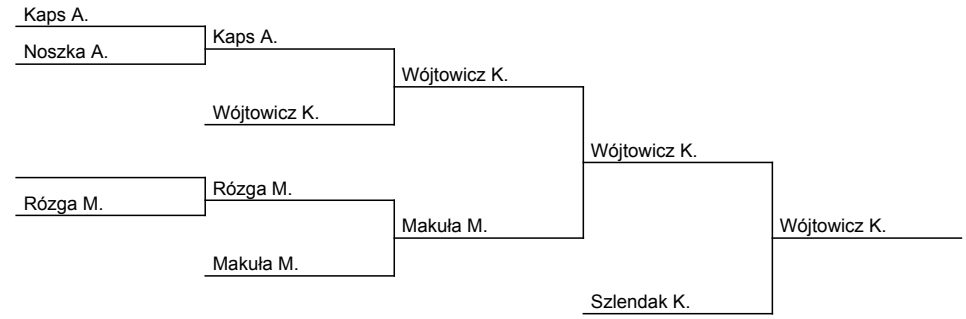 Kaps A.
Noszka A.
Kaps A.
Wójtowicz K.
Wójtowicz K.
Wójtowicz K.
Rózga M.
Rózga M.
Makuła M.
Makuła M.
Wójtowicz K.
Szlendak K.